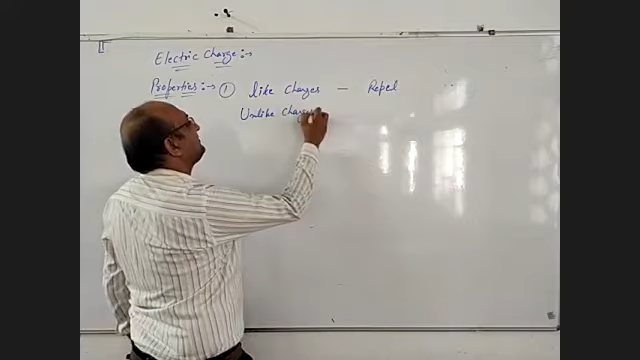 Electric Charge :→
Properties :→ ① like charges — Repel
Unlike charges